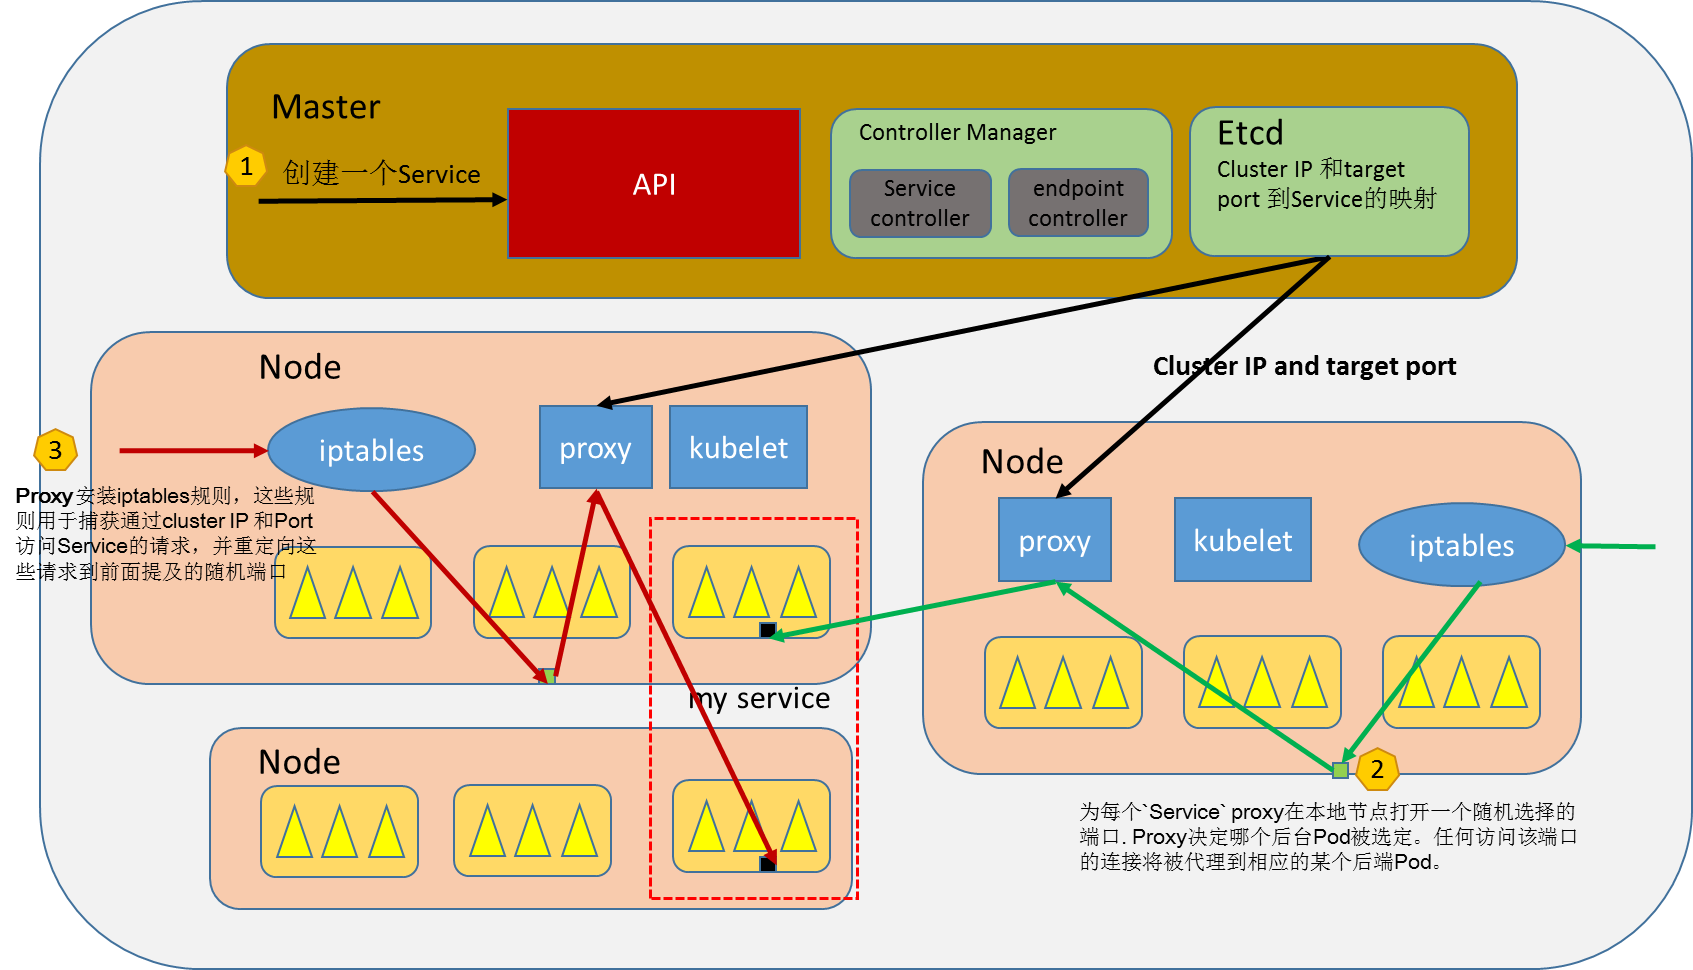 Master
1
创建一个Service
API
Controller Manager
Service
controller
endpoint
controller
Etcd
Cluster IP 和target
port 到Service的映射
Cluster IP and target port
Node
3
iptables
proxy
kubelet
Proxy安装iptables规则，这些规
则用于捕获通过cluster IP 和Port
访问Service的请求，并重定向这
些请求到前面提及的随机端口
my service
Node
Node
proxy
kubelet
iptables
2
为每个`Service` proxy在本地节点打开一个随机选择的
端口. Proxy决定哪个后台Pod被选定。任何访问该端口
的连接将被代理到相应的某个后端Pod。